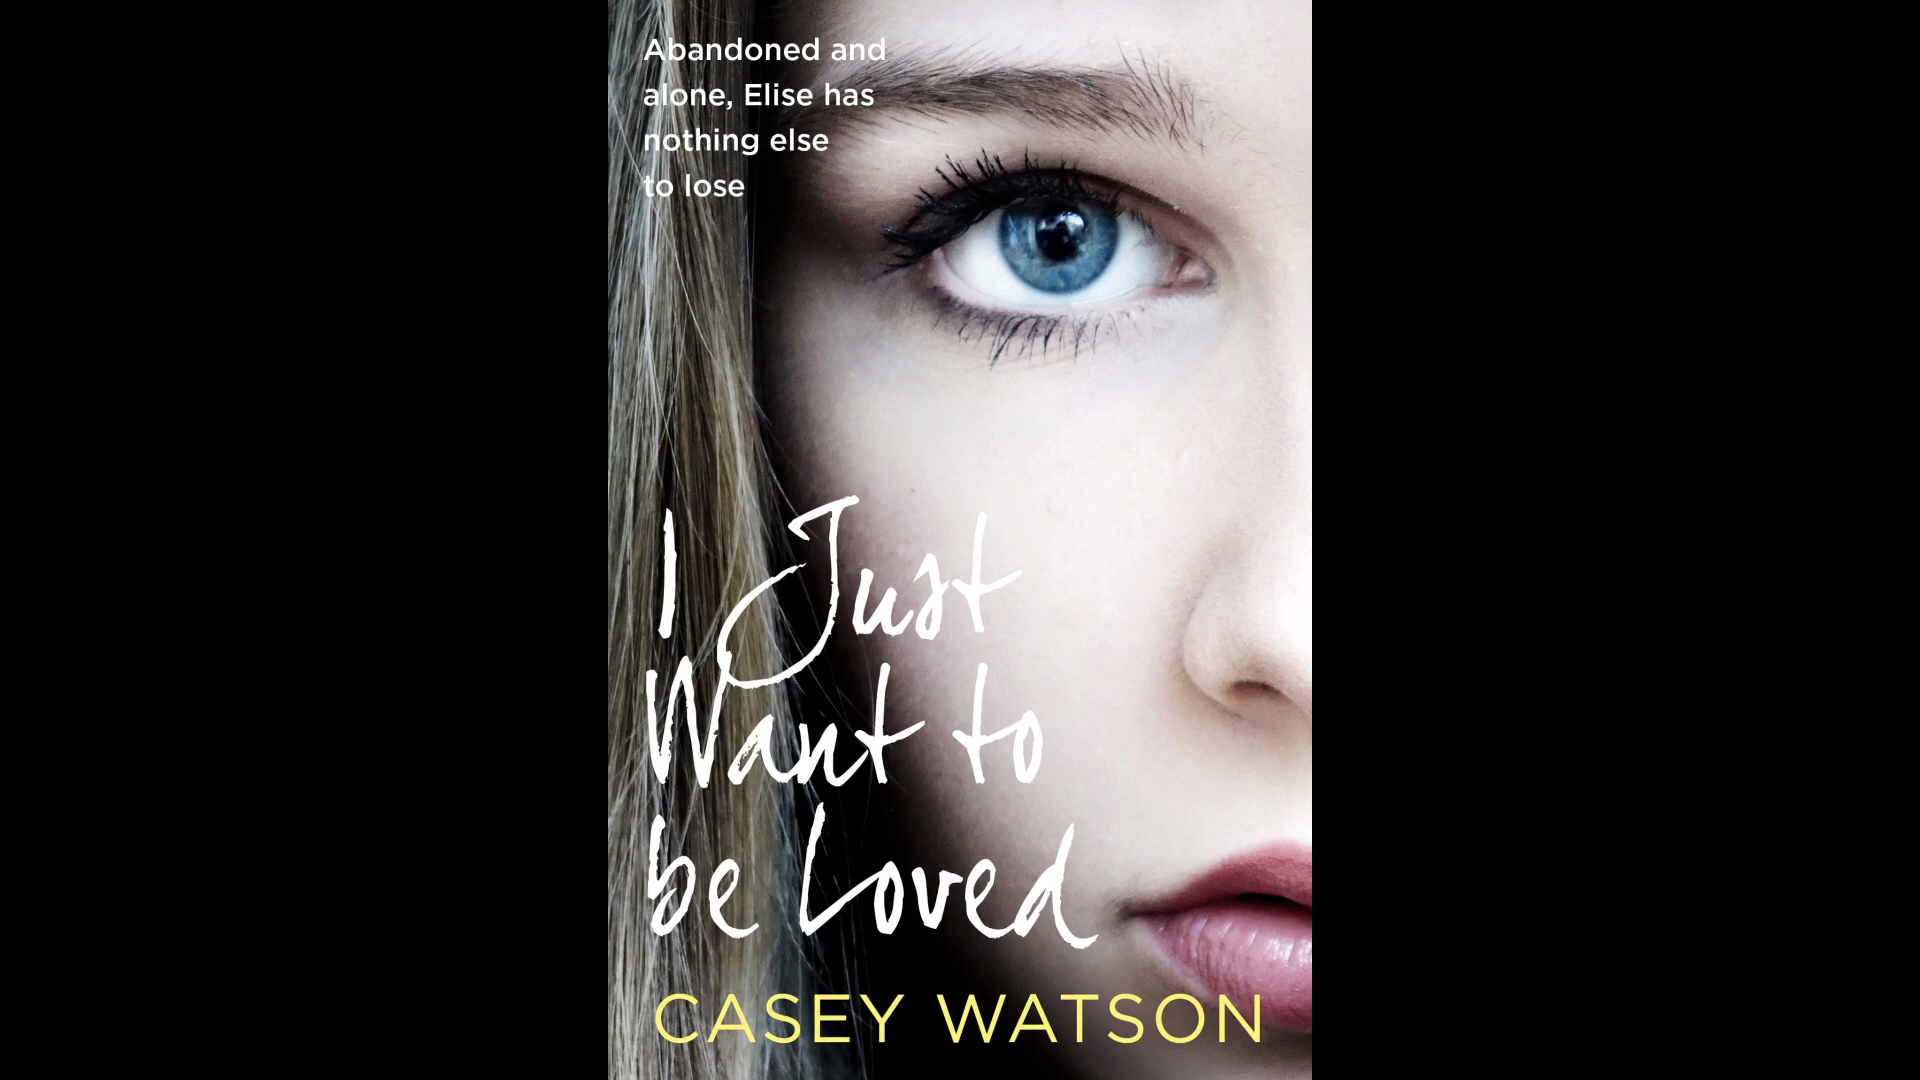 Abandoned and
alone, Elise has
nothing else
to lose
I Just
Want to
be Loved
CASEY WATSON